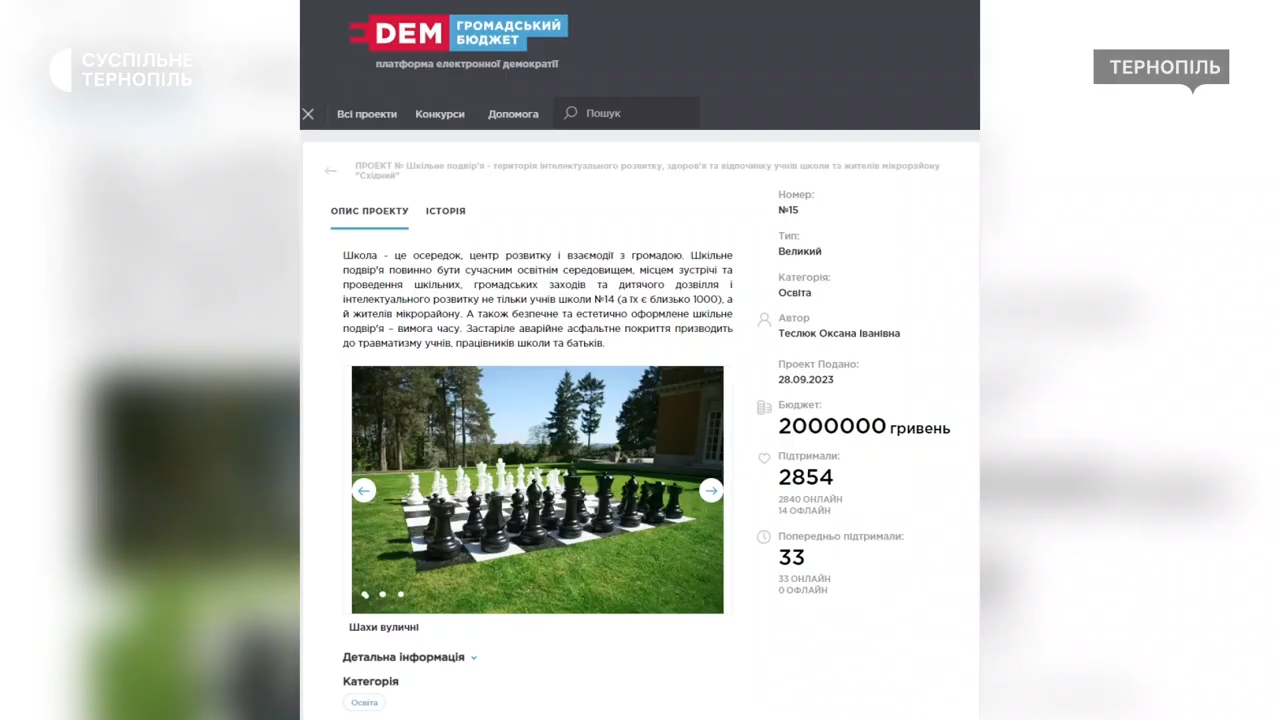 СУСПІЛЬНЕ
ТЕРНОПІЛЬ
ТЕРНОПІЛЬ
DEM ГРОМАДСЬКИЙ
БЮДЖЕТ
платформа електронної демократії
Всі проекти Конкурси Допомога Пошук
ПРОЕКТ № Шкільне подвір'я - територія інтелектуального розвитку, здоров'я та відпочинку учнів школи та жителів мікрорайону
"Східний"
ОПИС ПРОЕКТУ ІСТОРІЯ
Школа - це осередок, центр розвитку і взаємодії з громадою. Шкільне
подвір'я повинно бути сучасним освітнім середовищем, місцем зустрічі та
проведення шкільних, громадських заходів та дитячого дозвілля і
інтелектуального розвитку не тільки учнів школи №14 (а їх є близько 1000), а
й жителів мікрорайону. А також безпечне та естетично оформлене шкільне
подвір'я – вимога часу. Застаріле аварійне асфальтне покриття призводить
до травматизму учнів, працівників школи та батьків.
Шахи вуличні
Детальна інформація
Категорія
Освіта
Номер:
№15
Тип:
Великий
Категорія:
Освіта
Автор
Теслюк Оксана Іванівна
Проект Подано:
28.09.2023
Бюджет:
2000000 гривень
Підтримали:
2854
2840 ОНЛАЙН
14 ОФЛАЙН
Попередньо підтримали:
33
33 ОНЛАЙН
0 ОФЛАЙН